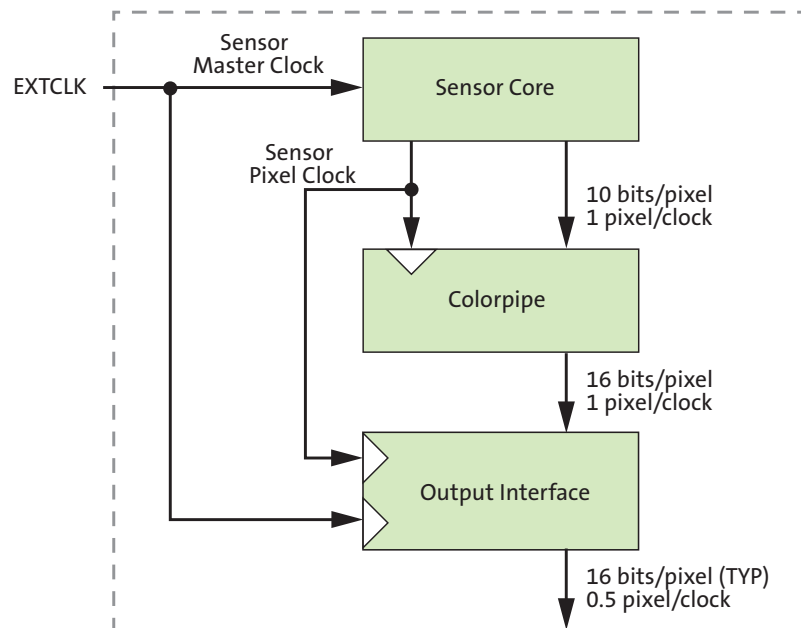 Sensor
Master Clock
EXTCLK
Sensor Core
Sensor
Pixel Clock
10 bits/pixel
1 pixel/clock
Colorpipe
16 bits/pixel
1 pixel/clock
Output Interface
16 bits/pixel (TYP)
0.5 pixel/clock